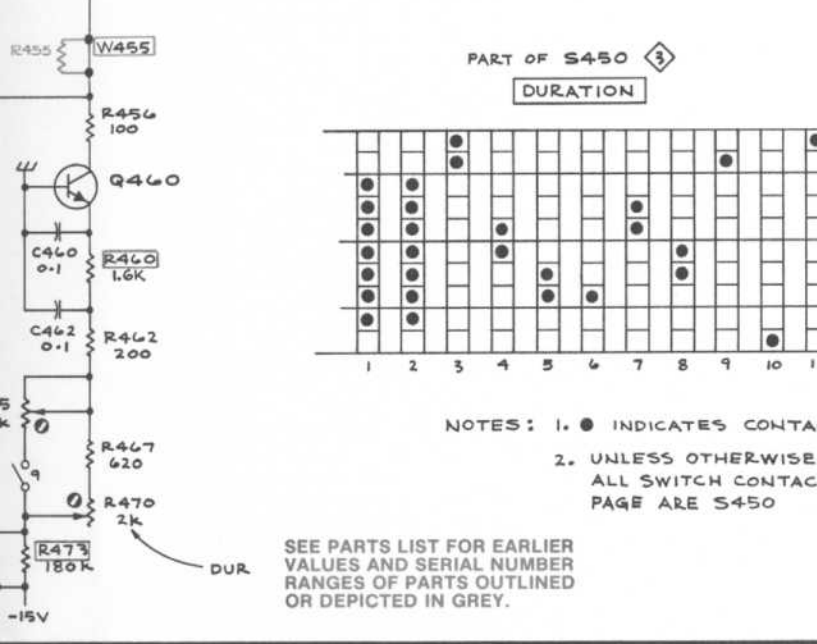 R455
W455
R456
100
Q460
C460
0.1
R460
1.6K
C462
0.1
R462
200
R467
620
9
R470
2K
DUR
R473
180K
-15V
PART OF S450 3
DURATION
1 2 3 4 5 6 7 8 9 10
NOTES: 1. ● INDICATES
2. UNLESS OTHERWISE
ALL SWITCH
PAGE ARE S450
SEE PARTS LIST FOR EARLIER
VALUES AND SERIAL NUMBER
RANGES OF PARTS OUTLINED
OR DEPICTED IN GREY.